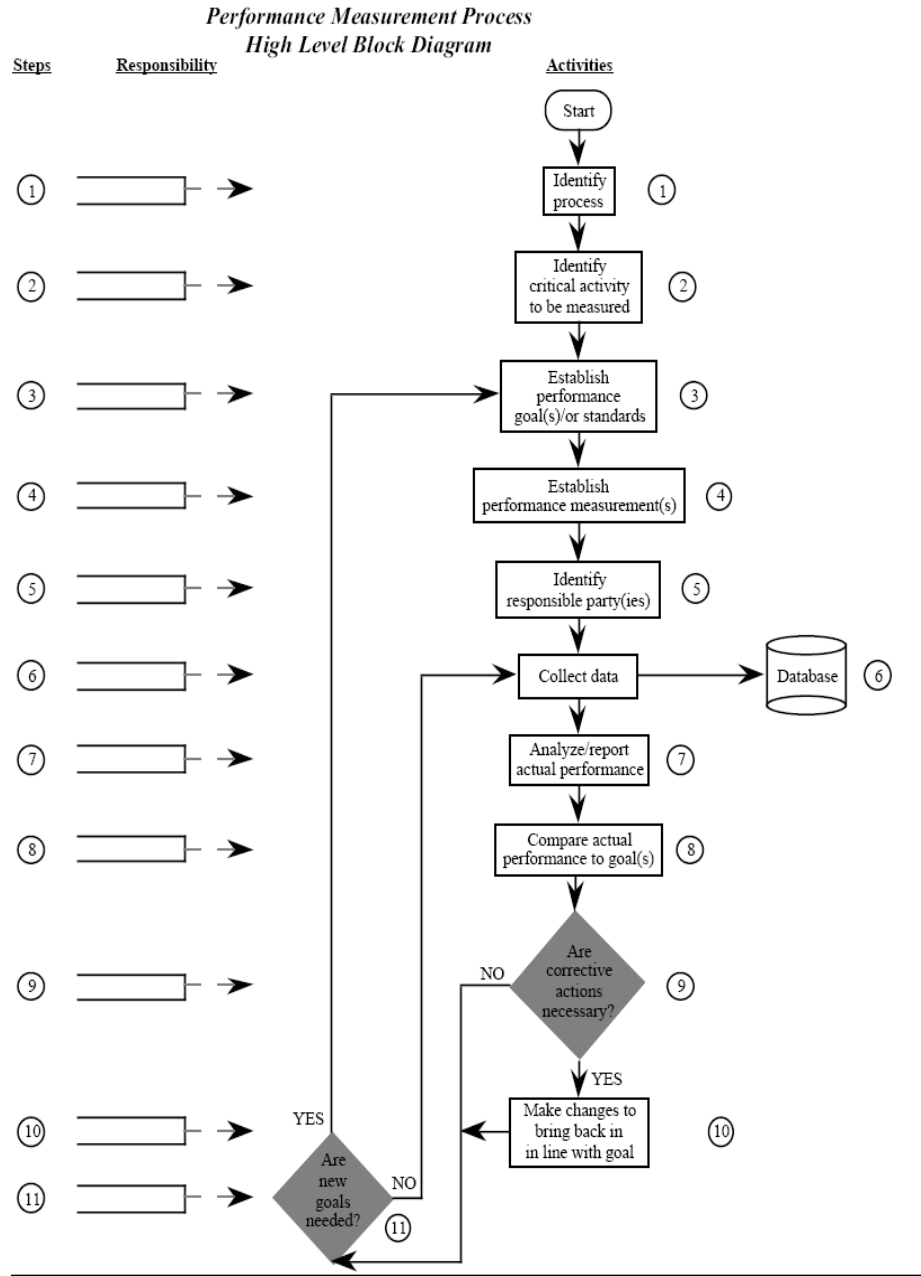 Performance Measurement Process
High Level Block Diagram
Steps Responsibility Activities
Start
1
Identify
process
1
2
Identify
critical activity
to be measured
2
3
Establish
performance
goal(s)/or standards
3
4
Establish
performance measurement(s)
4
5
Identify
responsible party(ies)
5
6
Collect data
Database
6
7
Analyze/report
actual performance
7
8
Compare actual
performance to goal(s)
8
9
NO
Are
corrective
actions
necessary?
9
YES
10
Make changes to
bring back in
in line with goal
10
YES
11
Are
new
goals
needed?
NO
11